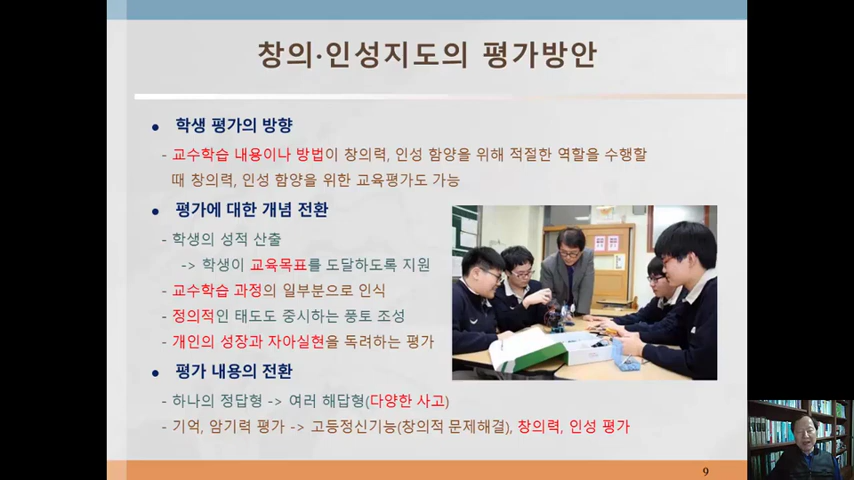 창의·인성지도의 평가방안
● 학생 평가의 방향
- 교수학습 내용이나 방법이 창의력, 인성 함양을 위해 적절한 역할을 수행할
때 창의력, 인성 함양을 위한 교육평가도 가능
● 평가에 대한 개념 전환
- 학생의 성적 산출
-> 학생이 교육목표를 도달하도록 지원
- 교수학습 과정의 일부분으로 인식
- 정의적인 태도도 중시하는 풍토 조성
- 개인의 성장과 자아실현을 독려하는 평가
● 평가 내용의 전환
- 하나의 정답형 -> 여러 해답형(다양한 사고)
- 기억, 암기력 평가 -> 고등정신기능(창의적 문제해결), 창의력, 인성 평가
9